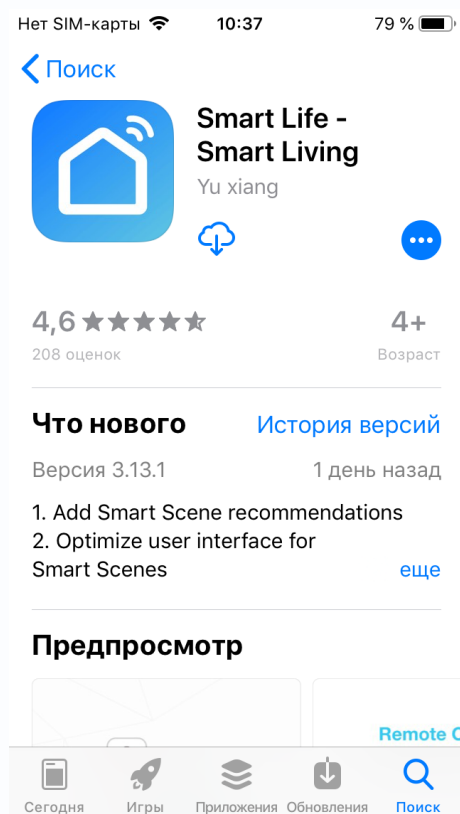 Нет SIM-карты 10:37 79 %
Поиск
Smart Life -
Smart Living
Yu xiang
4,6 4+
208 оценок Возраст
Что нового История версий
Версия 3.13.1 1 день назад
1. Add Smart Scene recommendations
2. Optimize user interface for
Smart Scenes еще
Предпросмотр
Remote C
Сегодня Игры Приложения Обновления Поиск